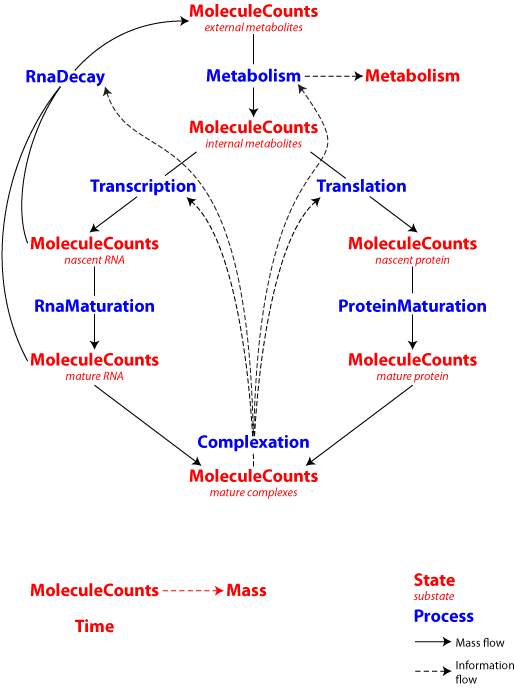 MoleculeCounts
external metabolites
RnaDecay
Metabolism
Metabolism
MoleculeCounts
internal metabolites
Transcription
Translation
MoleculeCounts
nascent RNA
MoleculeCounts
nascent protein
RnaMaturation
ProteinMaturation
MoleculeCounts
mature RNA
MoleculeCounts
mature protein
Complexation
MoleculeCounts
mature complexes
MoleculeCounts
Mass
Time
State
substate
Process
Mass flow
Information
flow